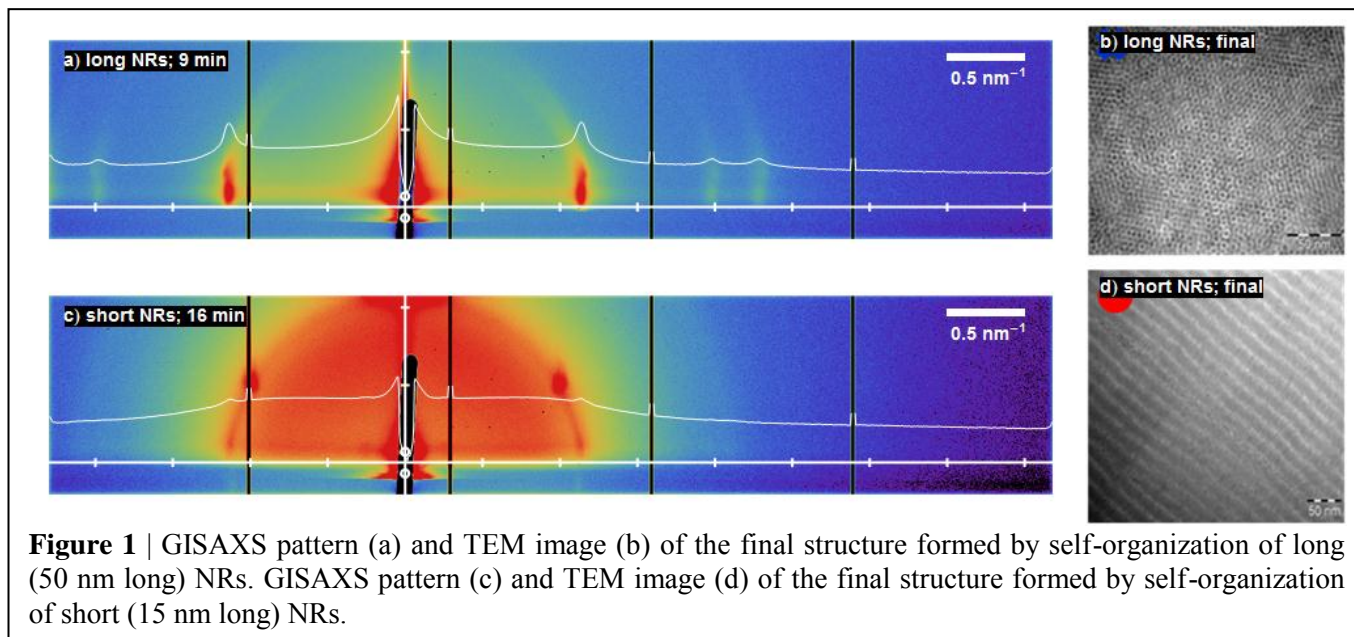 a) long NRs; 9 min
0.5 nm⁻¹
b) long NRs; final
c) short NRs; 16 min
0.5 nm⁻¹
d) short NRs; final
50 nm
Figure 1 | GISAXS pattern (a) and TEM image (b) of the final structure formed by self-organization of long
(50 nm long) NRs. GISAXS pattern (c) and TEM image (d) of the final structure formed by self-organization
of short (15 nm long) NRs.